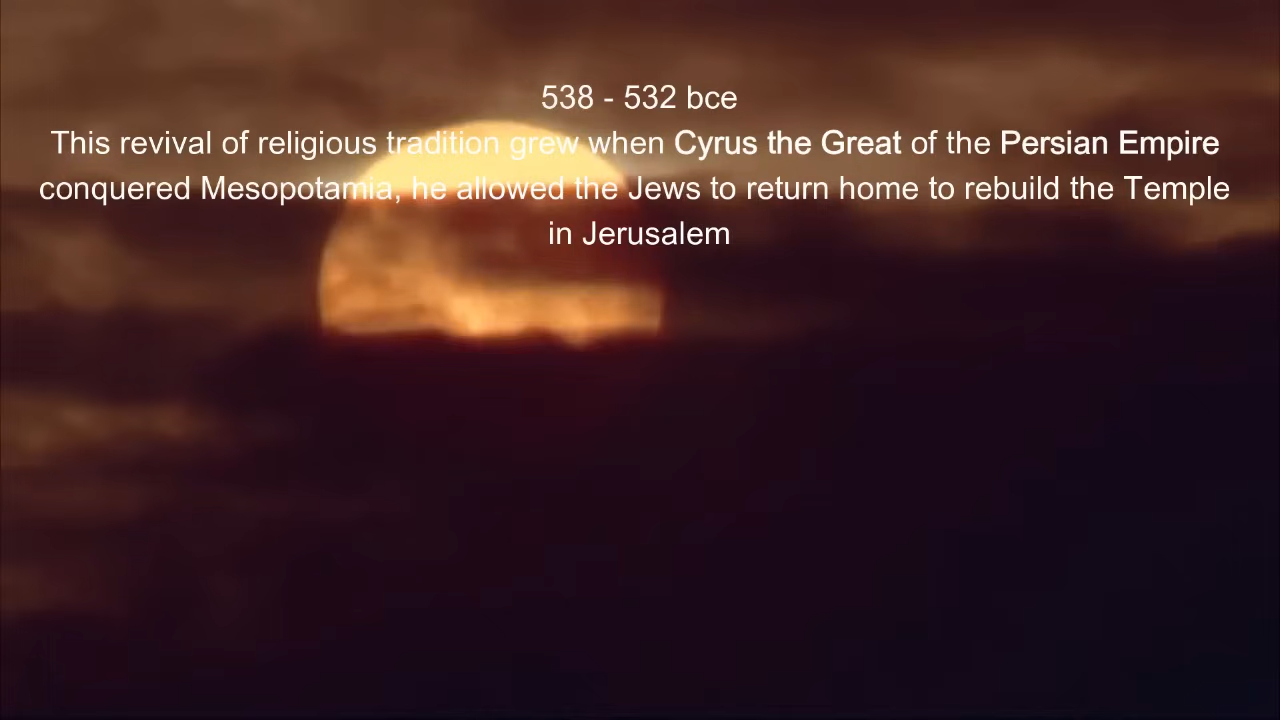 538 - 532 bce
This revival of religious tradition grew when Cyrus the Great of the Persian Empire
conquered Mesopotamia, he allowed the Jews to return home to rebuild the Temple
in Jerusalem